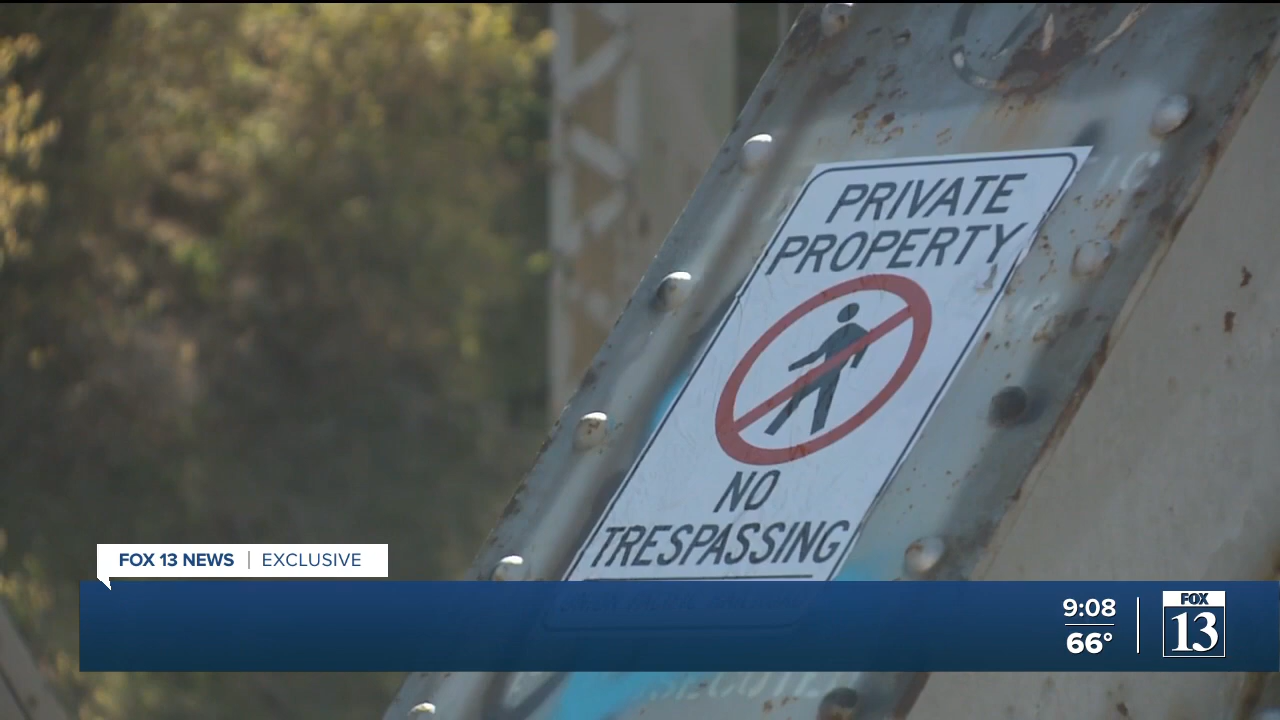 PRIVATE
PROPERTY
NO
TRESPASSING
FOX 13 NEWS | EXCLUSIVE
9:08
66°
FOX
13